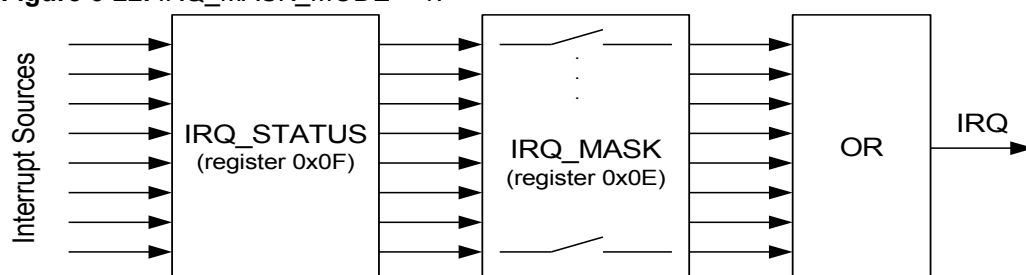 Interrupt Sources
IRQ_STATUS
(register 0x0F)
IRQ_MASK
(register 0x0E)
OR
IRQ